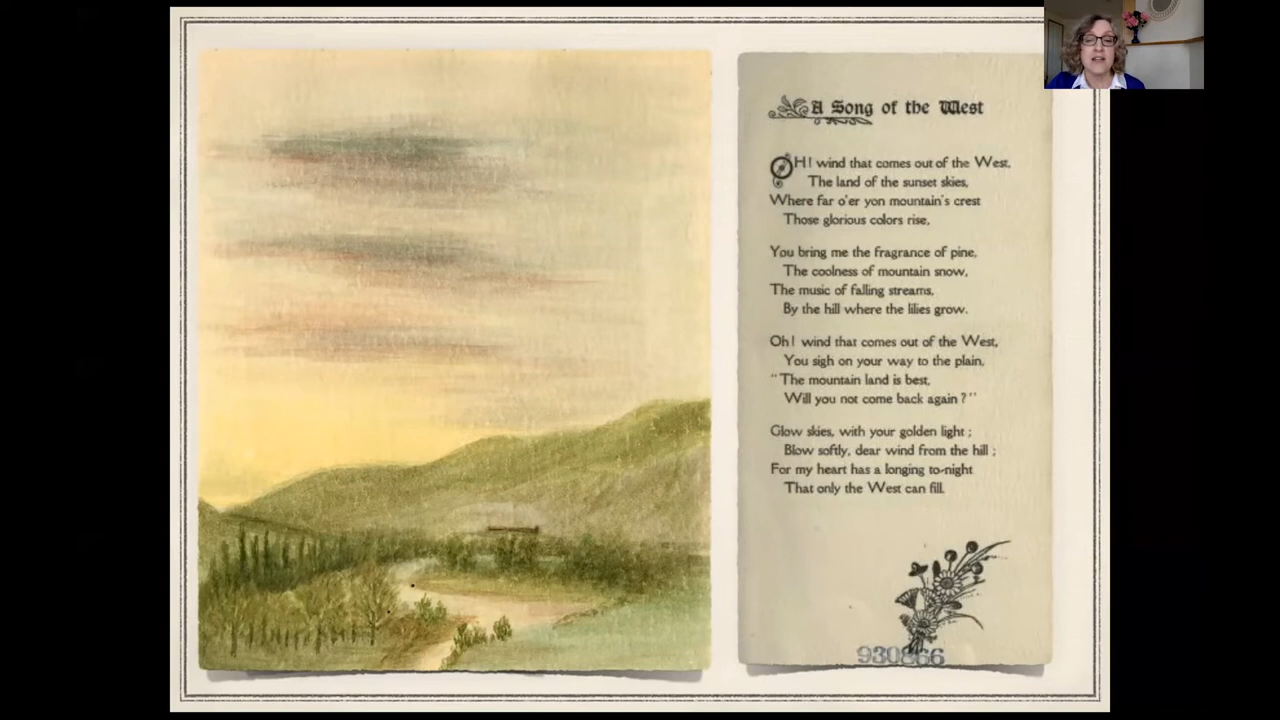 A Song of the West
OH! wind that comes out of the West,
The land of the sunset skies,
Where far o'er yon mountain's crest
Those glorious colors rise,
You bring me the fragrance of pine,
The coolness of mountain snow,
The music of falling streams,
By the hill where the lilies grow.
Oh! wind that comes out of the West,
You sigh on your way to the plain,
"The mountain land is best,
Will you not come back again?"
Glow skies, with your golden light;
Blow softly, dear wind from the hill;
For my heart has a longing to-night
That only the West can fill.
930866